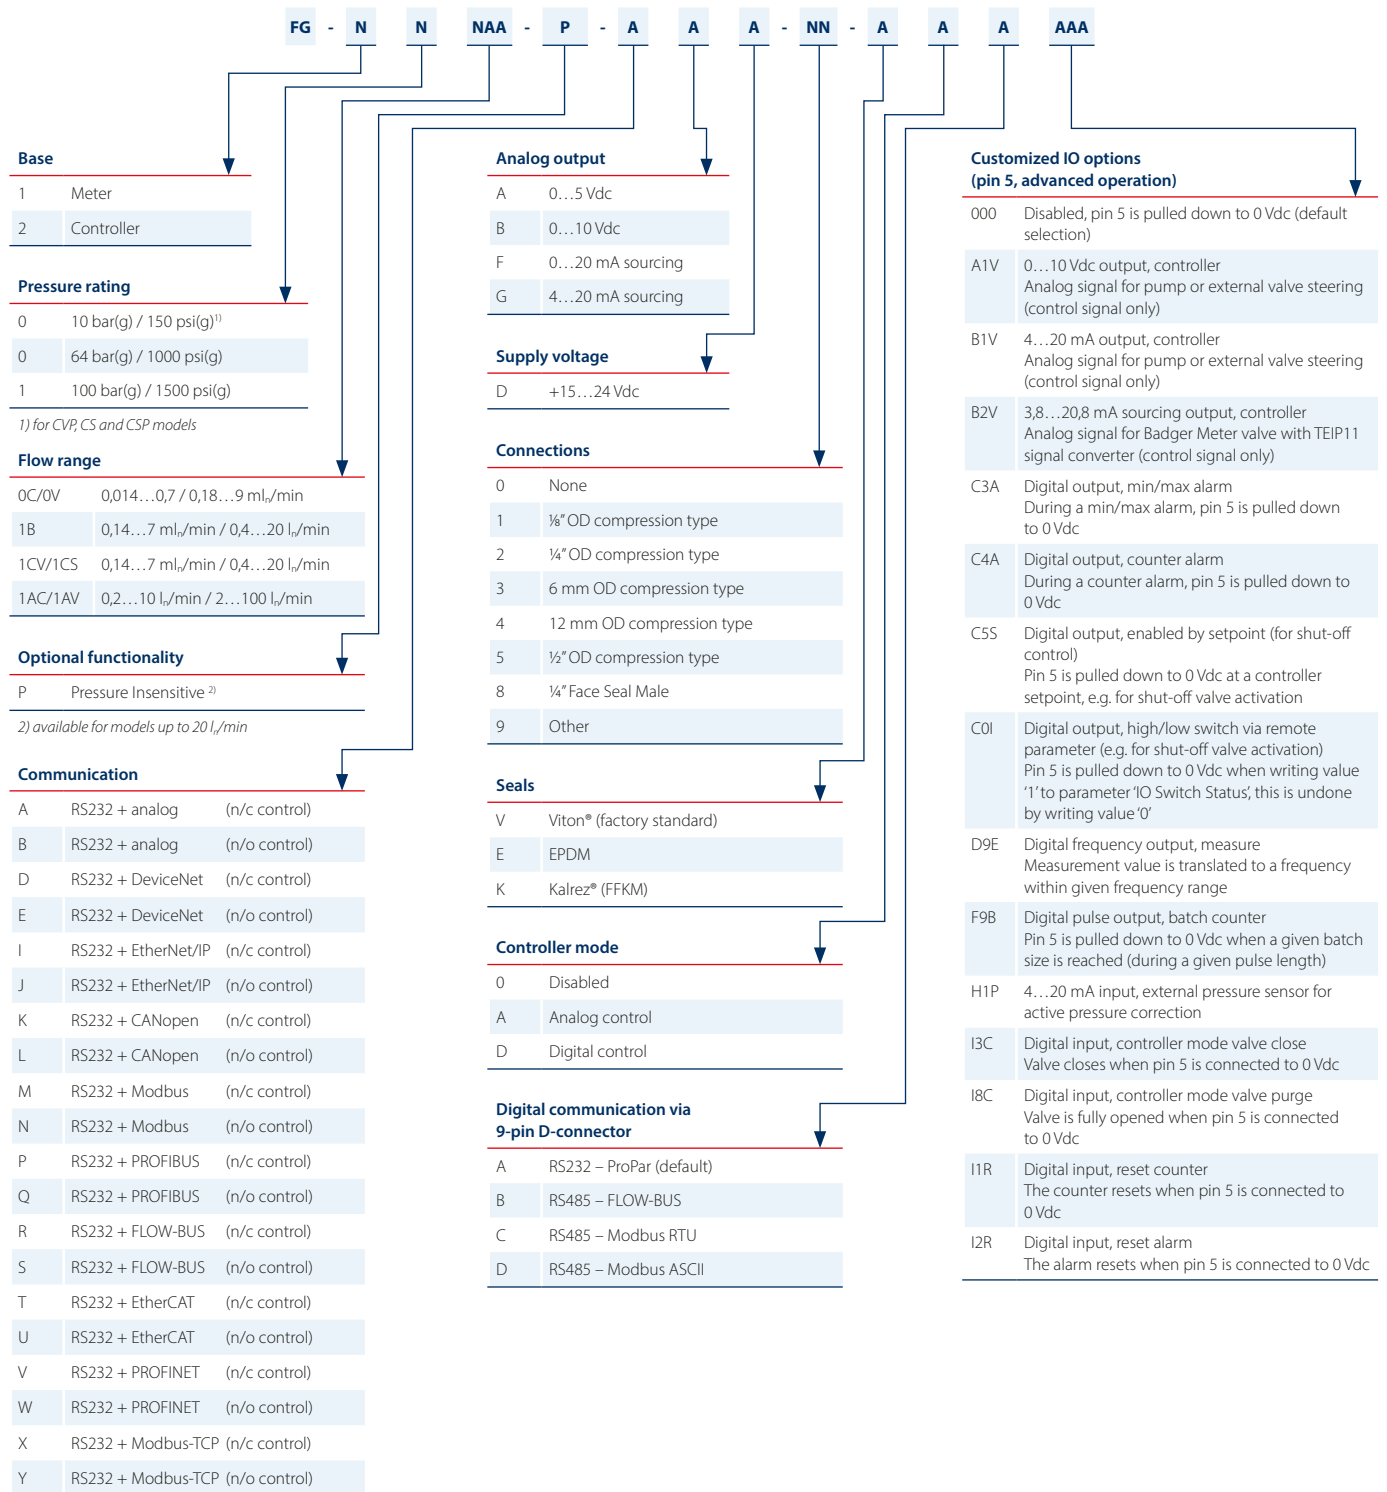 FG - N N NAA - P - A A A - NN - A A A AAA
Base
1 Meter
2 Controller
Pressure rating
0 10 bar(g) / 150 psi(g)1)
0 64 bar(g) / 1000 psi(g)
1 100 bar(g) / 1500 psi(g)
1) for CVP, CS and CSP models
Flow range
0C/0V 0,014…0,7 / 0,18…9 mln/min
1B 0,14…7 mln/min / 0,4…20 ln/min
1CV/1CS 0,14…7 mln/min / 0,4…20 ln/min
1AC/1AV 0,2…10 ln/min / 2…100 ln/min
Optional functionality
P Pressure Insensitive 2)
2) available for models up to 20 ln/min
Communication
A RS232 + analog (n/c control)
B RS232 + analog (n/o control)
D RS232 + DeviceNet (n/c control)
E RS232 + DeviceNet (n/o control)
I RS232 + EtherNet/IP (n/c control)
J RS232 + EtherNet/IP (n/o control)
K RS232 + CANopen (n/c control)
L RS232 + CANopen (n/o control)
M RS232 + Modbus (n/c control)
N RS232 + Modbus (n/o control)
P RS232 + PROFIBUS (n/c control)
Q RS232 + PROFIBUS (n/o control)
R RS232 + FLOW-BUS (n/c control)
S RS232 + FLOW-BUS (n/o control)
T RS232 + EtherCAT (n/c control)
U RS232 + EtherCAT (n/o control)
V RS232 + PROFINET (n/c control)
W RS232 + PROFINET (n/o control)
X RS232 + Modbus-TCP (n/c control)
Y RS232 + Modbus-TCP (n/o control)
Analog output
A 0…5 Vdc
B 0…10 Vdc
F 0…20 mA sourcing
G 4…20 mA sourcing
Supply voltage
D +15…24 Vdc
Connections
0 None
1 ⅛” OD compression type
2 ¼” OD compression type
3 6 mm OD compression type
4 12 mm OD compression type
5 ½” OD compression type
8 ¼” Face Seal Male
9 Other
Seals
V Viton® (factory standard)
E EPDM
K Kalrez® (FFKM)
Controller mode
0 Disabled
A Analog control
D Digital control
Digital communication via
9-pin D-connector
A RS232 – ProPar (default)
B RS485 – FLOW-BUS
C RS485 – Modbus RTU
D RS485 – Modbus ASCII
Customized IO options
(pin 5, advanced operation)
000 Disabled, pin 5 is pulled down to 0 Vdc (default
selection)
A1V 0…10 Vdc output, controller
Analog signal for pump or external valve steering
(control signal only)
B1V 4…20 mA output, controller
Analog signal for pump or external valve steering
(control signal only)
B2V 3,8…20,8 mA sourcing output, controller
Analog signal for Badger Meter valve with TEIP11
signal converter (control signal only)
C3A Digital output, min/max alarm
During a min/max alarm, pin 5 is pulled down
to 0 Vdc
C4A Digital output, counter alarm
During a counter alarm, pin 5 is pulled down to
0 Vdc
C5S Digital output, enabled by setpoint (for shut-off
control)
Pin 5 is pulled down to 0 Vdc at a controller
setpoint, e.g. for shut-off valve activation
C0I Digital output, high/low switch via remote
parameter (e.g. for shut-off valve activation)
Pin 5 is pulled down to 0 Vdc when writing value
‘1’ to parameter ‘IO Switch Status’, this is undone
by writing value ‘0’
D9E Digital frequency output, measure
Measurement value is translated to a frequency
within given frequency range
F9B Digital pulse output, batch counter
Pin 5 is pulled down to 0 Vdc when a given batch
size is reached (during a given pulse length)
H1P 4…20 mA input, external pressure sensor for
active pressure correction
I3C Digital input, controller mode valve close
Valve closes when pin 5 is connected to 0 Vdc
I8C Digital input, controller mode valve purge
Valve is fully opened when pin 5 is connected
to 0 Vdc
I1R Digital input, reset counter
The counter resets when pin 5 is connected to
0 Vdc
I2R Digital input, reset alarm
The alarm resets when pin 5 is connected to 0 Vdc